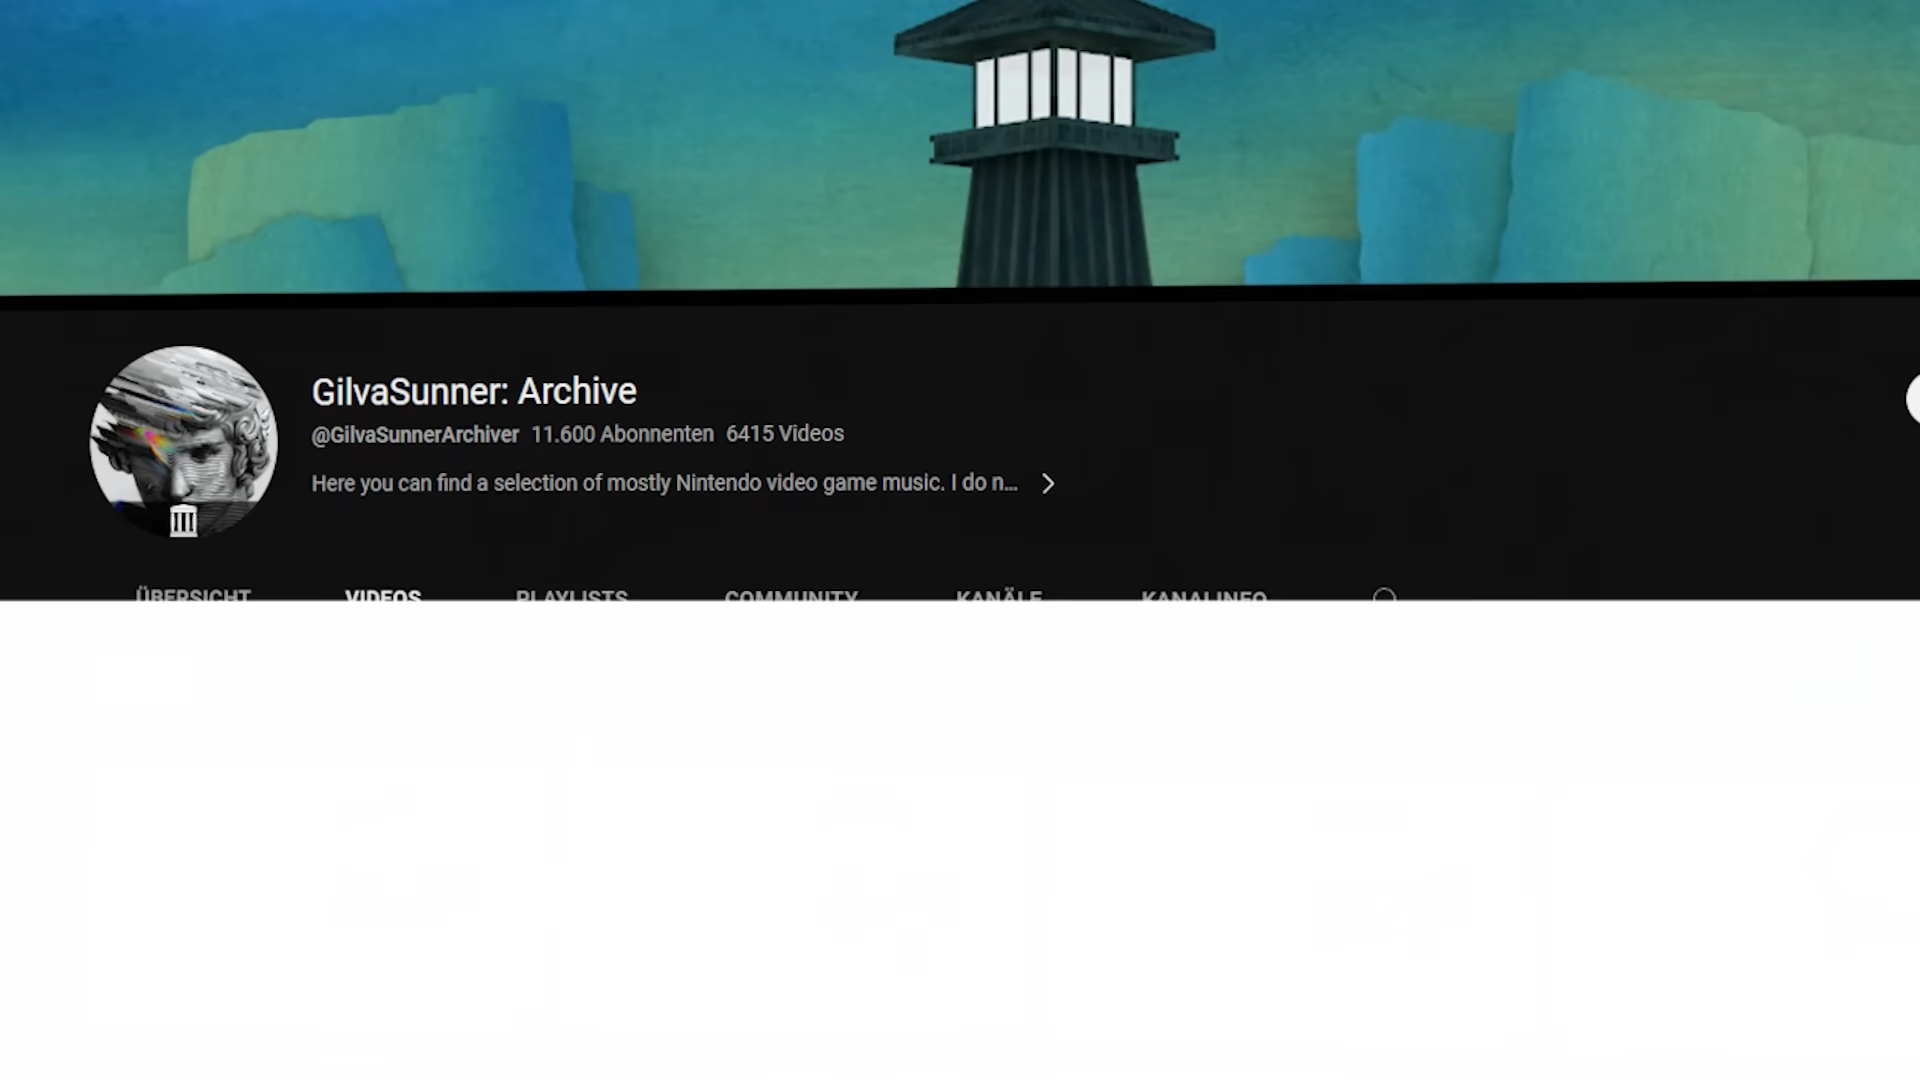 GilvaSunner: Archive
@GilvaSunnerArchiver 11.600 Abonnenten 6415 Videos
Here you can find a selection of mostly Nintendo video game music. I do n...
ÜBERSICHT VIDEOS PLAYLISTS COMMUNITY KANÄLE KANALINFO